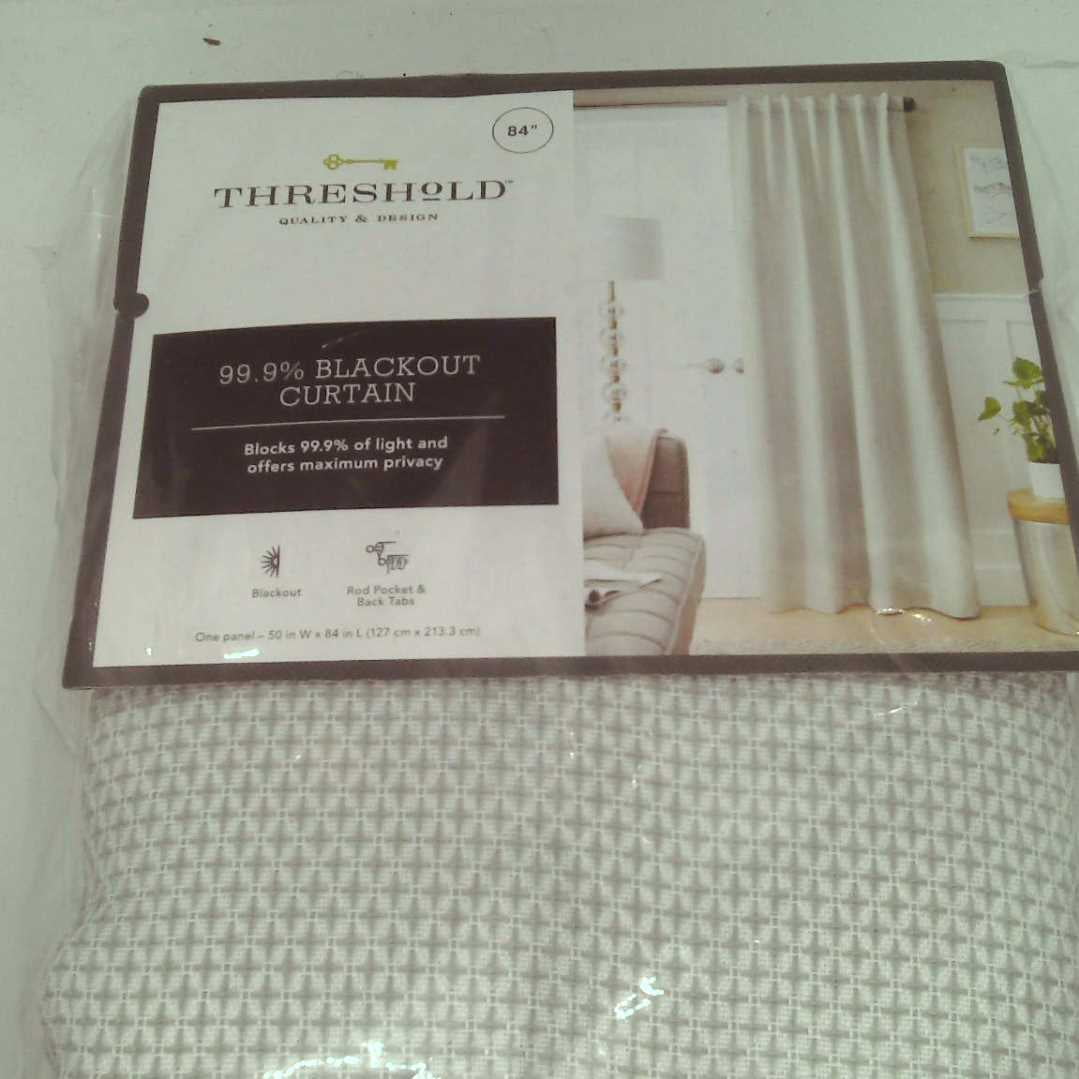 84"
THRESHOLD™
QUALITY & DESIGN
99.9% BLACKOUT
CURTAIN
Blocks 99.9% of light and
offers maximum privacy
Blackout
Rod Pocket &
Back Tabs
One panel – 50 in W x 84 in L (127 cm x 213.3 cm)